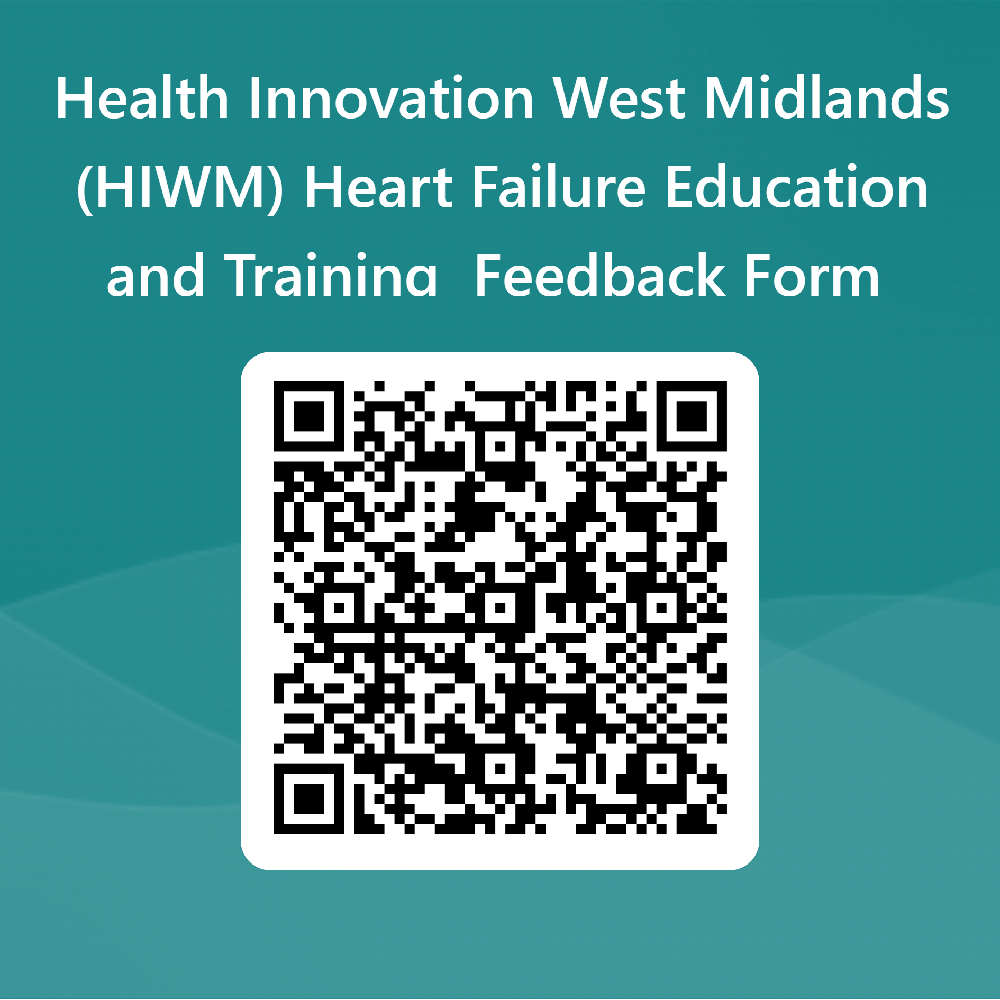 Health Innovation West Midlands
(HIWM) Heart Failure Education
and Training  Feedback Form